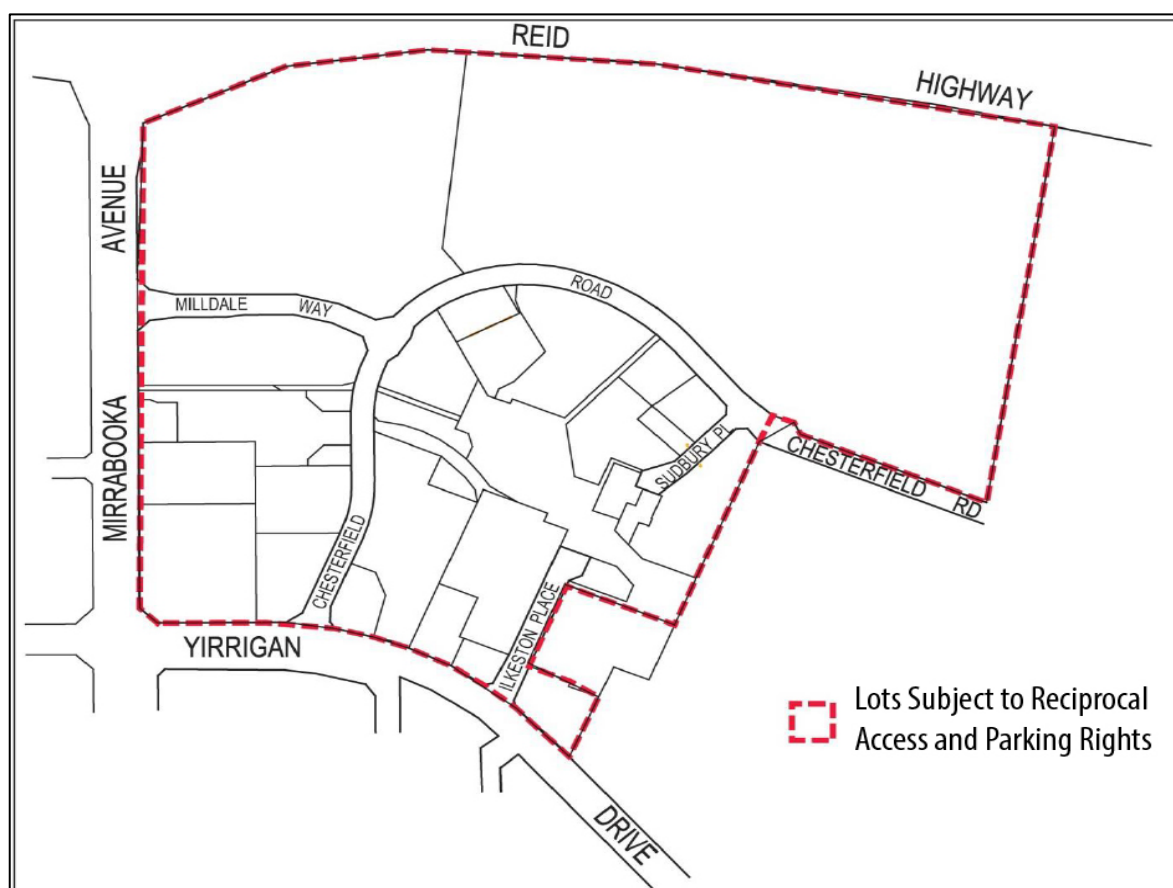 REID
HIGHWAY
AVENUE
MIRRABOOKA
MILLDALE WAY
ROAD
SUDBURY PL
CHESTERFIELD RD
CHESTERFIELD
ILKESTON PLACE
YIRRIGAN
DRIVE
Lots Subject to Reciprocal
Access and Parking Rights